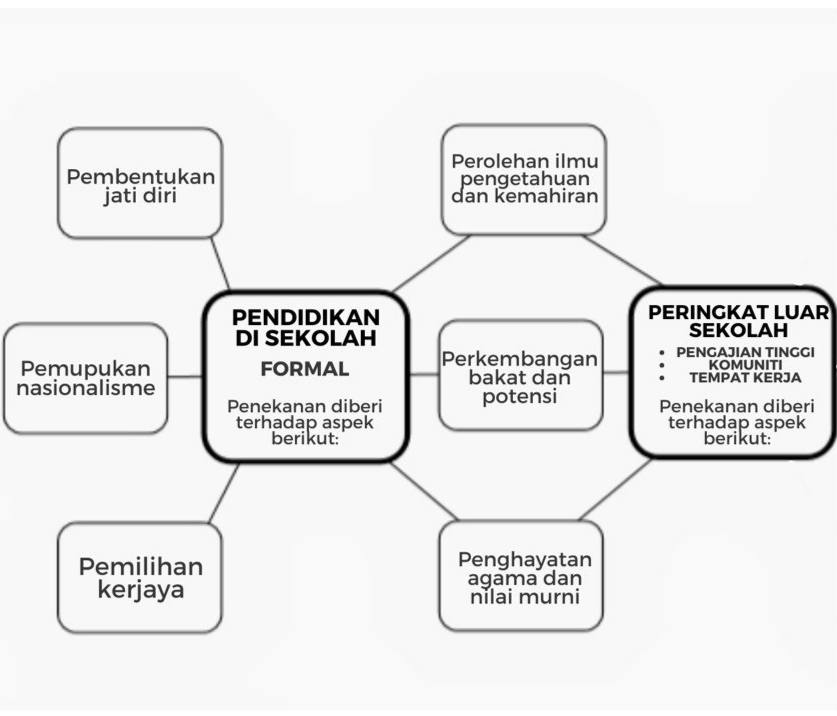 Pembentukan
jati diri
Perolehan ilmu
pengetahuan
dan kemahiran
PENDIDIKAN
DI SEKOLAH
FORMAL
Penekanan diberi
terhadap aspek
berikut:
PERINGKAT LUAR
SEKOLAH
• PENGAJIAN TINGGI
• KOMUNITI
• TEMPAT KERJA
Penekanan diberi
terhadap aspek
berikut:
Pemupukan
nasionalisme
Perkembangan
bakat dan
potensi
Pemilihan
kerjaya
Penghayatan
agama dan
nilai murni